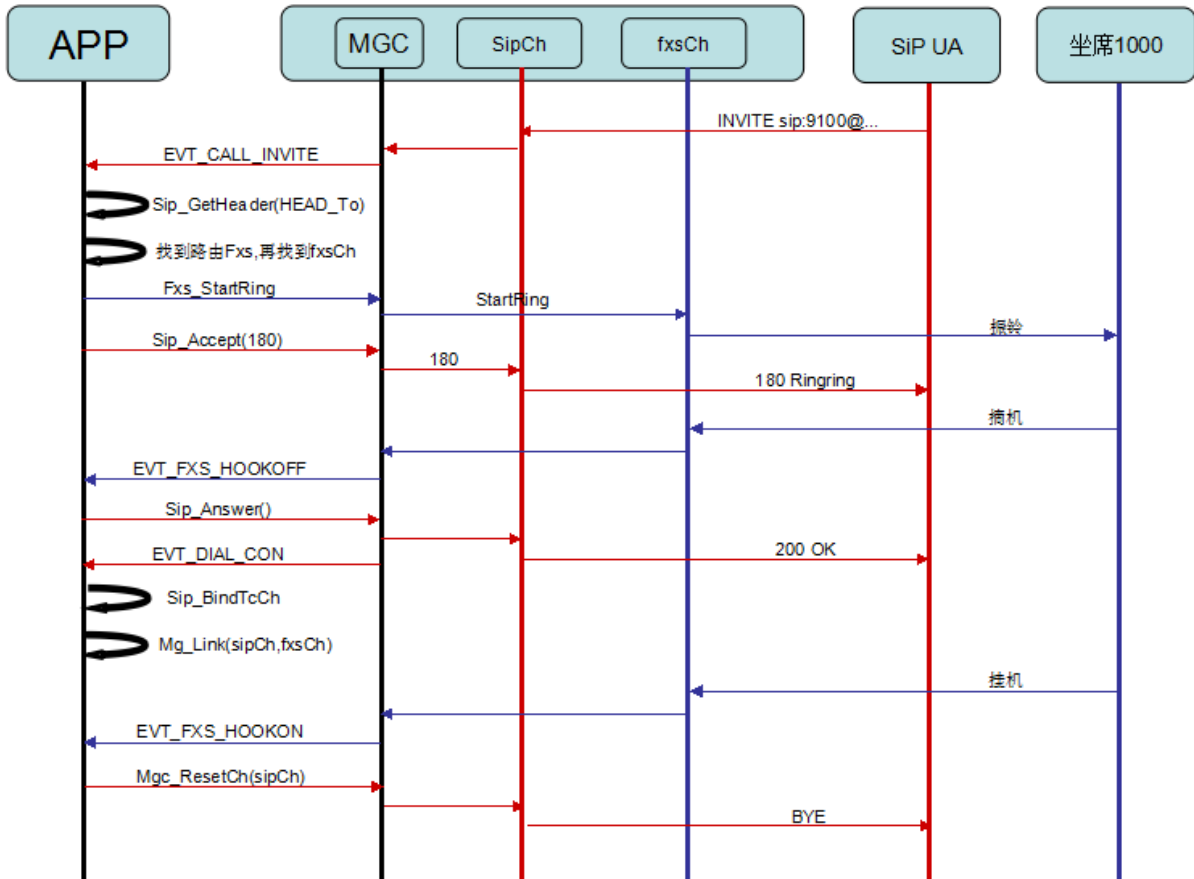 APP
MGC
SipCh
fxsCh
SiP UA
坐席1000
INVITE sip:9100@...
EVT_CALL_INVITE
Sip_GetHeader(HEAD_To)
找到路由Fxs,再找到fxsCh
Fxs_StartRing
StartRing
振铃
Sip_Accept(180)
180
180 Ringring
摘机
EVT_FXS_HOOKOFF
Sip_Answer()
200 OK
EVT_DIAL_CON
Sip_BindTcCh
Mg_Link(sipCh,fxsCh)
挂机
EVT_FXS_HOOKON
Mgc_ResetCh(sipCh)
BYE